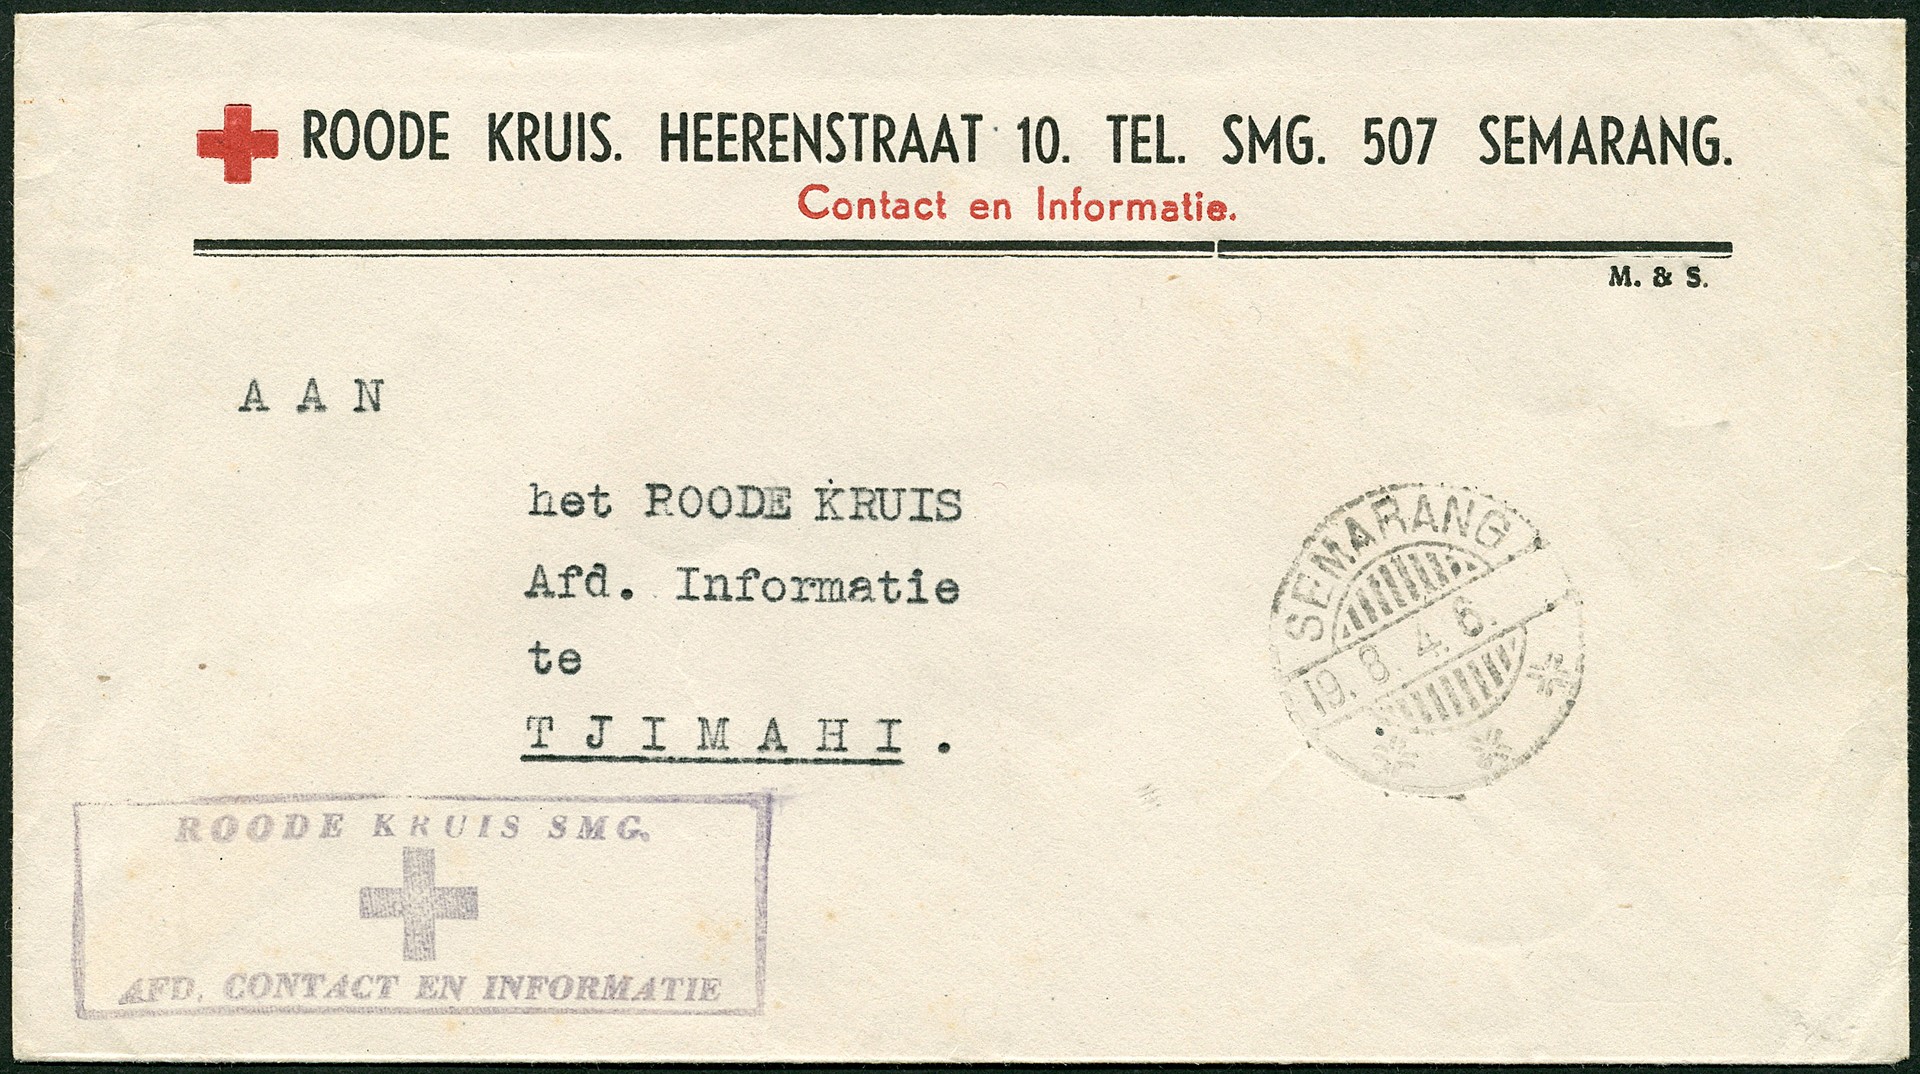 ROODE KRUIS. HEERENSTRAAT 10. TEL. SMG. 507 SEMARANG.
Contact en Informatie.
M. & S.
AAN
het ROODE KRUIS
Afd. Informatie
te
TJIMAHI.
SEMARANG
19.8.4.6.
ROODE KRUIS SMG.
AFD. CONTACT EN INFORMATIE